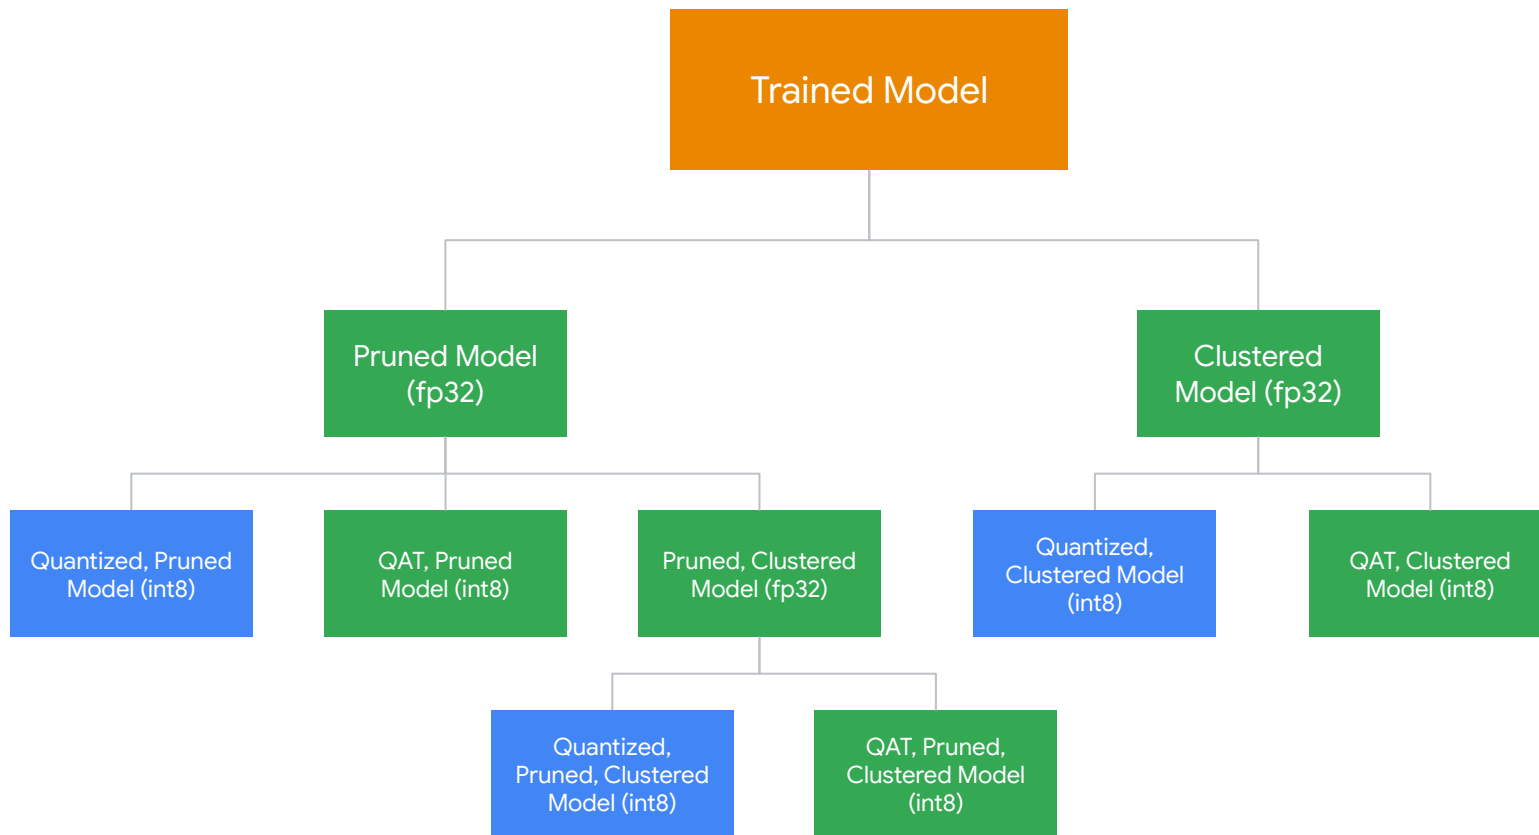 Trained Model
Pruned Model
(fp32)
Clustered
Model (fp32)
Quantized, Pruned
Model (int8)
QAT, Pruned
Model (int8)
Pruned, Clustered
Model (fp32)
Quantized,
Clustered Model
(int8)
QAT, Clustered
Model (int8)
Quantized,
Pruned, Clustered
Model (int8)
QAT, Pruned,
Clustered Model
(int8)